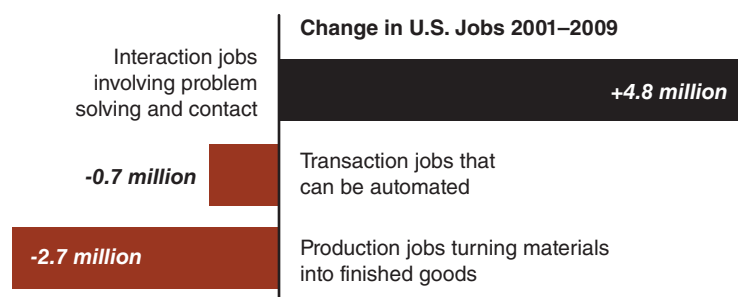 Change in U.S. Jobs 2001–2009
Interaction jobs
involving problem
solving and contact
+4.8 million
-0.7 million
Transaction jobs that
can be automated
-2.7 million
Production jobs turning materials
into finished goods